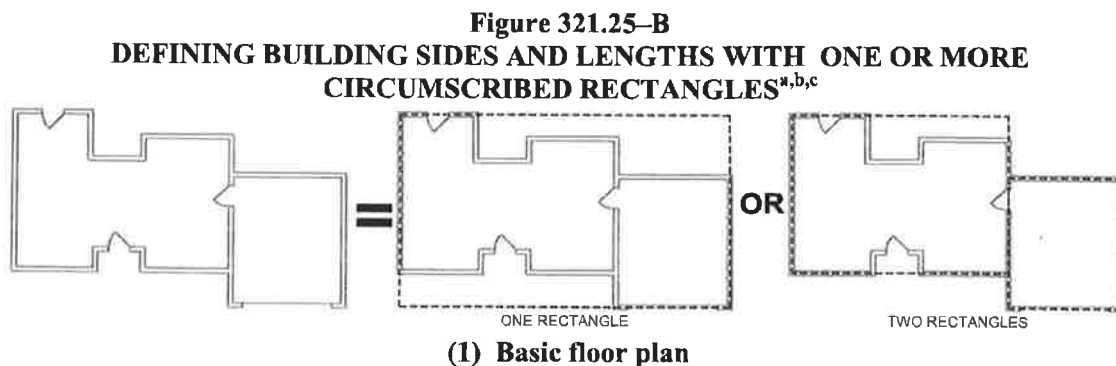 Figure 321.25–B
DEFINING BUILDING SIDES AND LENGTHS WITH ONE OR MORE
CIRCUMSCRIBED RECTANGLESa,b,c
OR
ONE RECTANGLE
TWO RECTANGLES
(1) Basic floor plan